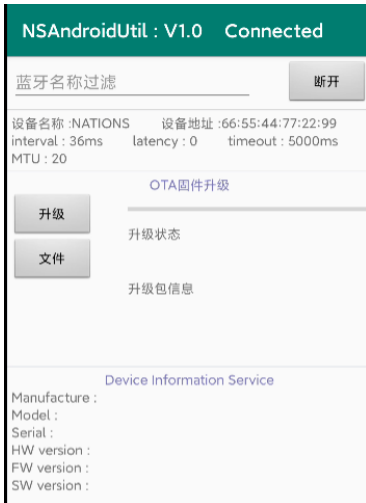 NSAndroidUtil : V1.0 Connected
蓝牙名称过滤 断开
设备名称 :NATIONS 设备地址 :66:55:44:77:22:99
interval : 36ms latency : 0 timeout : 5000ms
MTU : 20
OTA固件升级
升级
升级状态
文件
升级包信息
Device Information Service
Manufacture :
Model :
Serial :
HW version :
FW version :
SW version :